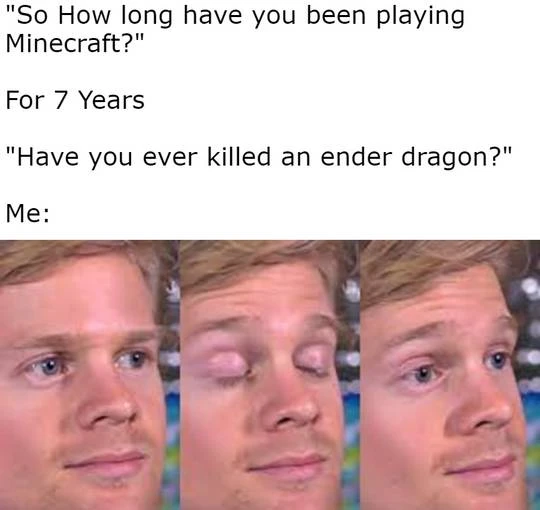 "So How long have you been playing
Minecraft?"
For 7 Years
"Have you ever killed an ender dragon?"
Me: